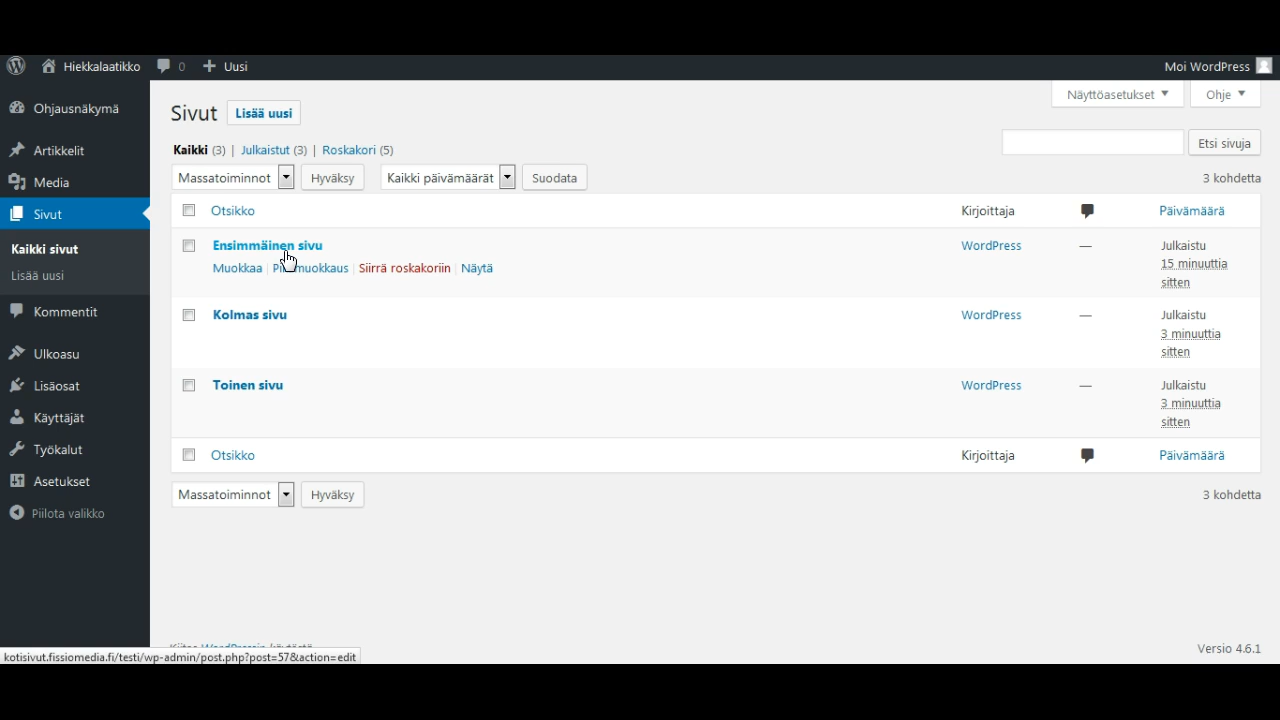 Hiekkalaatikko 0 Uusi Moi WordPress
Näyttöasetukset Ohje
Ohjausnäkymä
Artikkelit
Media
Sivut
Kaikki sivut
Lisää uusi
Kommentit
Ulkoasu
Lisäosat
Käyttäjät
Työkalut
Asetukset
Piilota valikko
Sivut Lisää uusi
Kaikki (3) | Julkaistut (3) | Roskakori (5)
Etsi sivuja
Massatoiminnot Hyväksy Kaikki päivämäärät Suodata 3 kohdetta
Otsikko Kirjoittaja Päivämäärä
Ensimmäinen sivu WordPress — Julkaistu
15 minuuttia
sitten
Muokkaa | | Siirrä roskakoriin | Näytä
Kolmas sivu WordPress — Julkaistu
3 minuuttia
sitten
Toinen sivu WordPress — Julkaistu
3 minuuttia
sitten
Otsikko Kirjoittaja Päivämäärä
Massatoiminnot Hyväksy 3 kohdetta
Versio 4.6.1
kotisivut.fissiomedia.fi/testi/wp-admin/post.php?post=57&action=edit